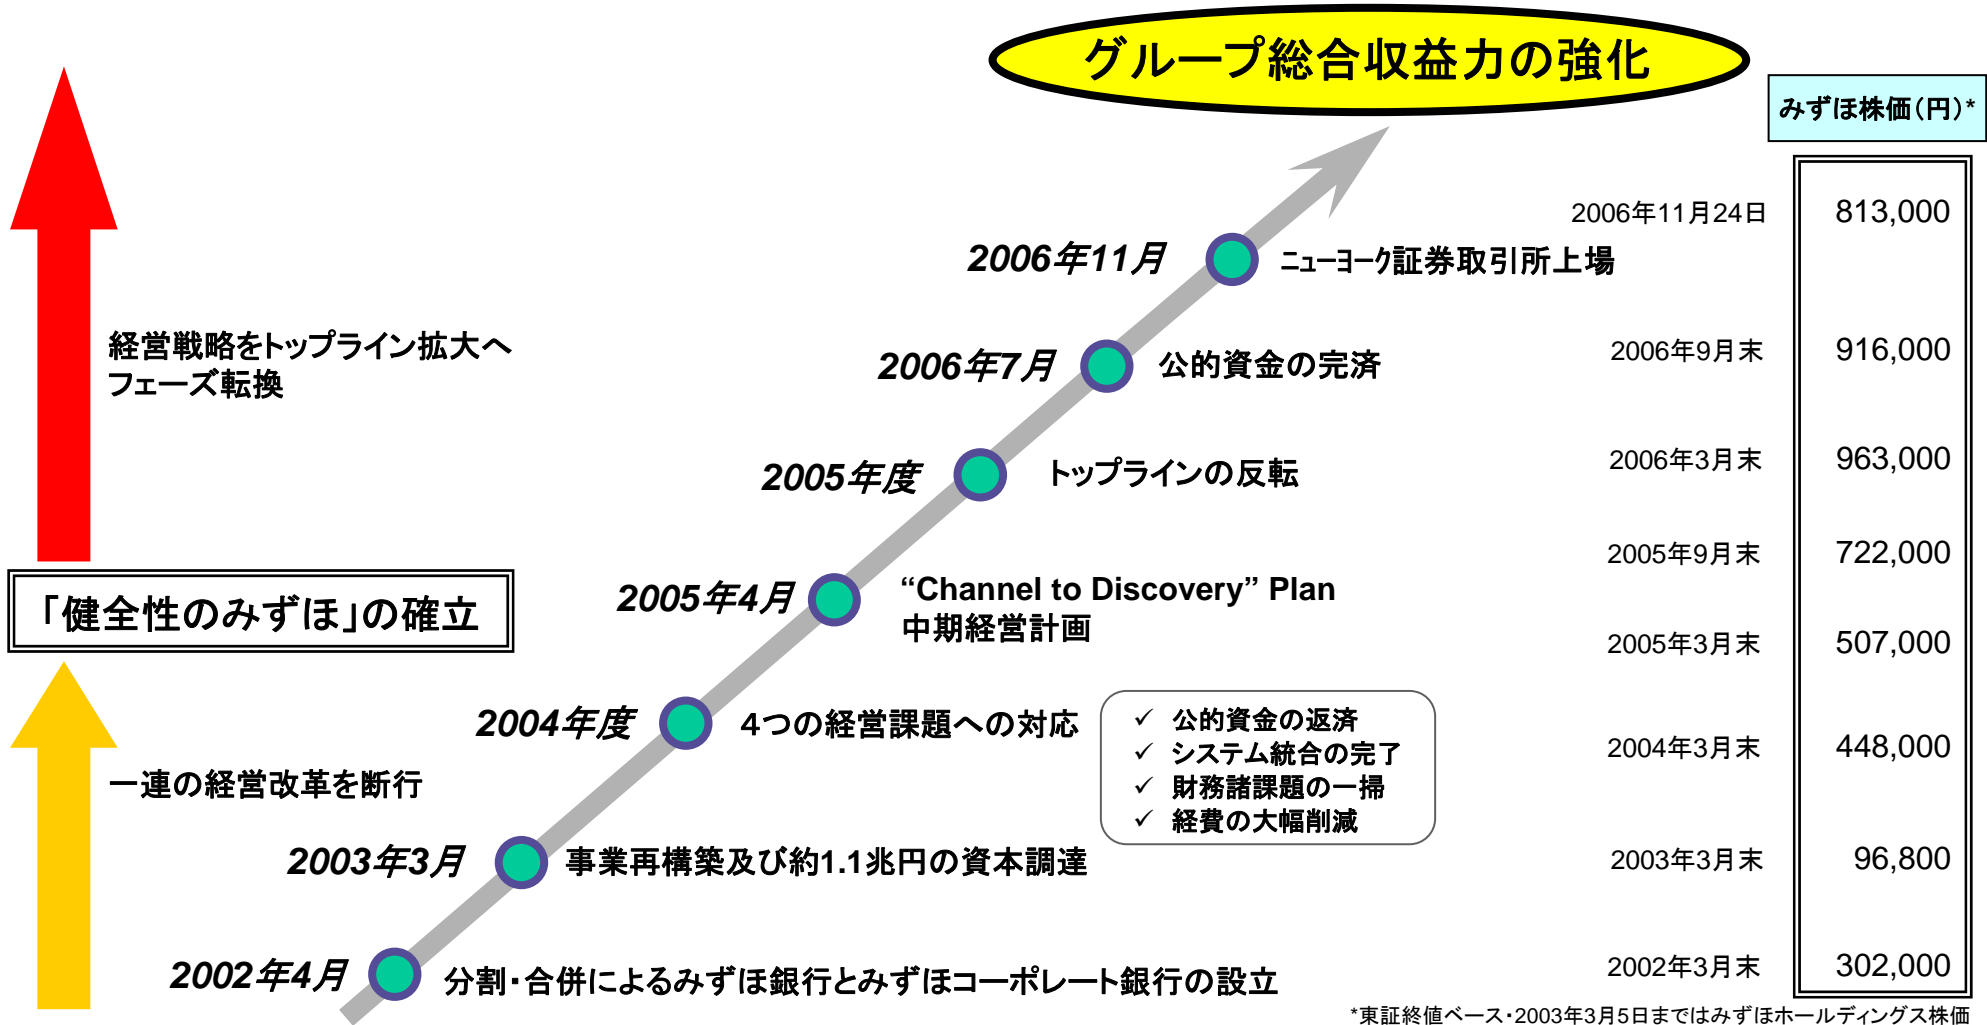 グループ総合収益力の強化
みずほ株価(円)*
2006年11月24日 813,000
2006年11月 ニューヨーク証券取引所上場
経営戦略をトップライン拡大へ
フェーズ転換
2006年7月 公的資金の完済
2006年9月末 916,000
2005年度 トップラインの反転
2006年3月末 963,000
2005年9月末 722,000
「健全性のみずほ」の確立
2005年4月 “Channel to Discovery” Plan
中期経営計画
2005年3月末 507,000
2004年度 4つの経営課題への対応
✓ 公的資金の返済
✓ システム統合の完了
✓ 財務諸課題の一掃
✓ 経費の大幅削減
2004年3月末 448,000
一連の経営改革を断行
2003年3月 事業再構築及び約1.1兆円の資本調達
2003年3月末 96,800
2002年4月 分割・合併によるみずほ銀行とみずほコーポレート銀行の設立
2002年3月末 302,000
*東証終値ベース・2003年3月5日まではみずほホールディングス株価